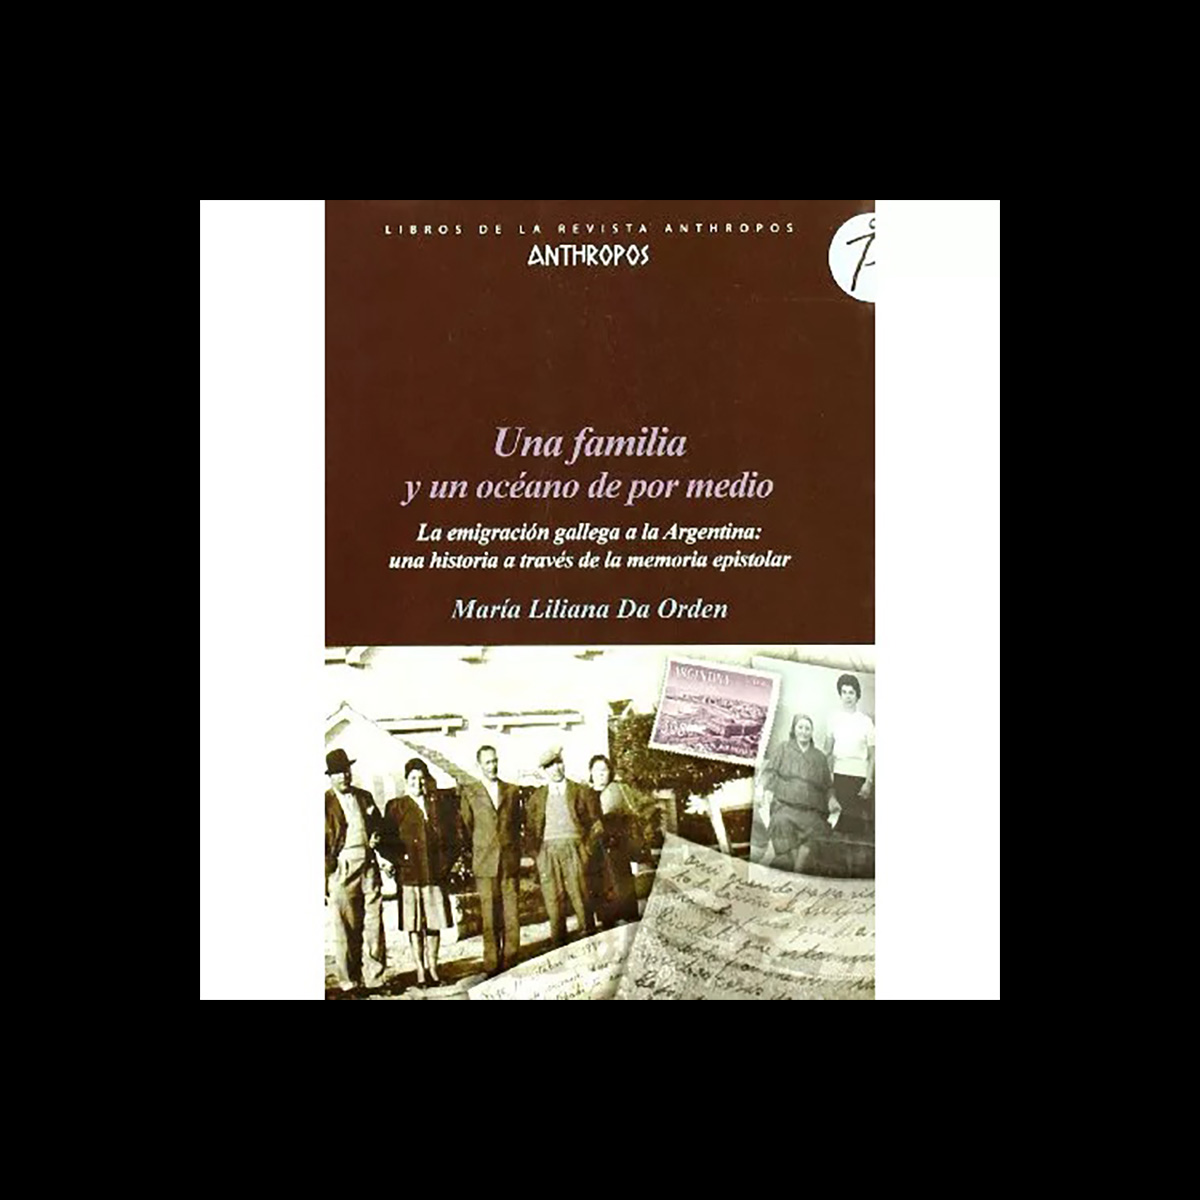 LIBROS DE LA REVISTA ANTHROPOS
ANTHROPOS
Una familia
y un océano de por medio
La emigración gallega a la Argentina:
una historia a través de la memoria epistolar
María Liliana Da Orden
ARGENTINA